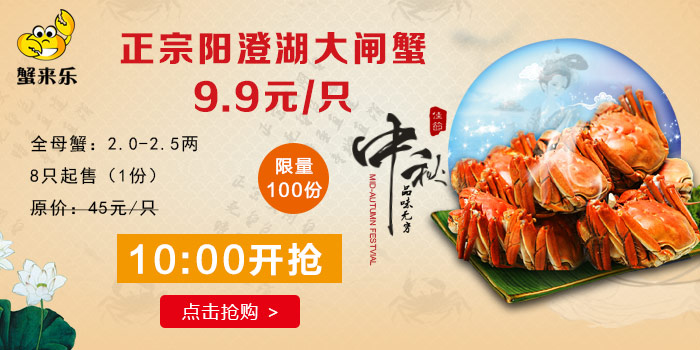 蟹来乐
正宗阳澄湖大闸蟹
9.9元/只
全母蟹：2.0-2.5两
8只起售（1份）
原价：45元/只
限量
100份
10:00开抢
点击抢购 >
佳韵
中秋
品味无穷
MID-AUTUMN FESTVIAL